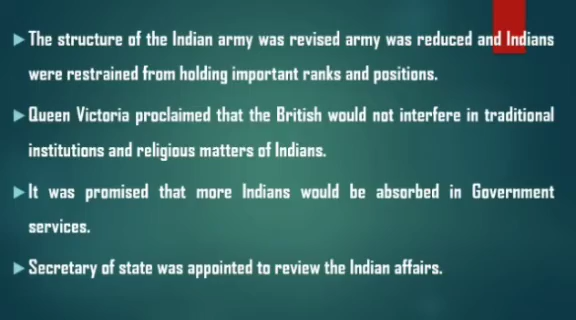 The structure of the Indian army was revised army was reduced and Indians
were restrained from holding important ranks and positions.
Queen Victoria proclaimed that the British would not interfere in traditional
institutions and religious matters of Indians.
It was promised that more Indians would be absorbed in Government
services.
Secretary of state was appointed to review the Indian affairs.